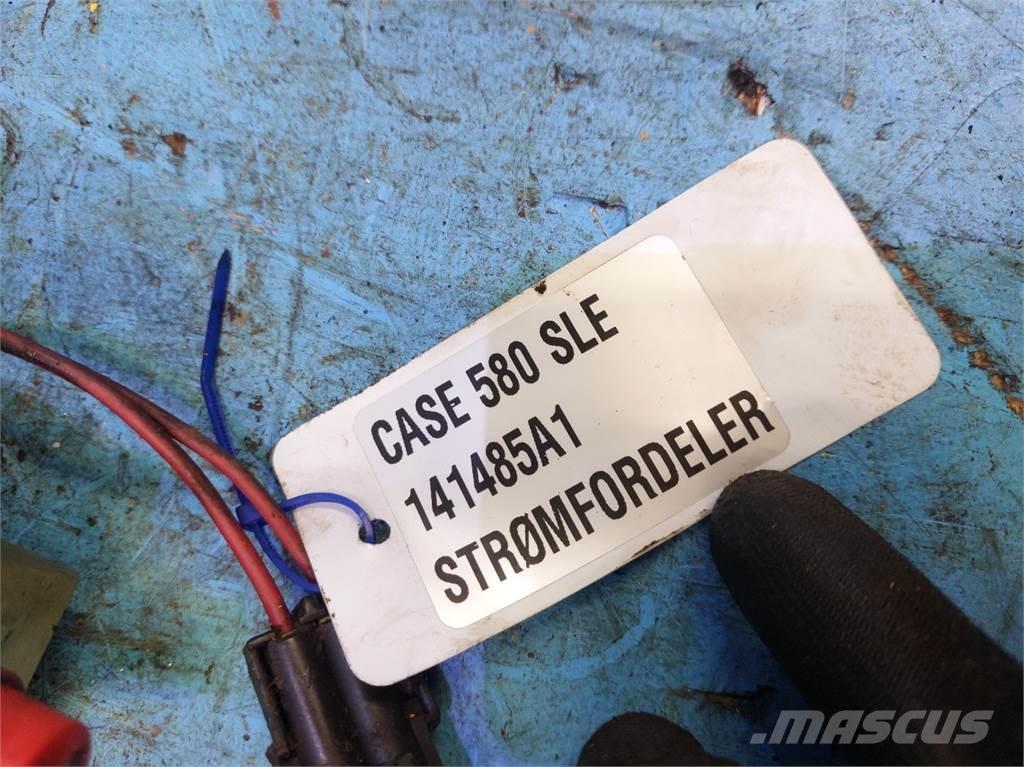 CASE 580 SLE
141485A1
STRØMFORDELER
MASCUS